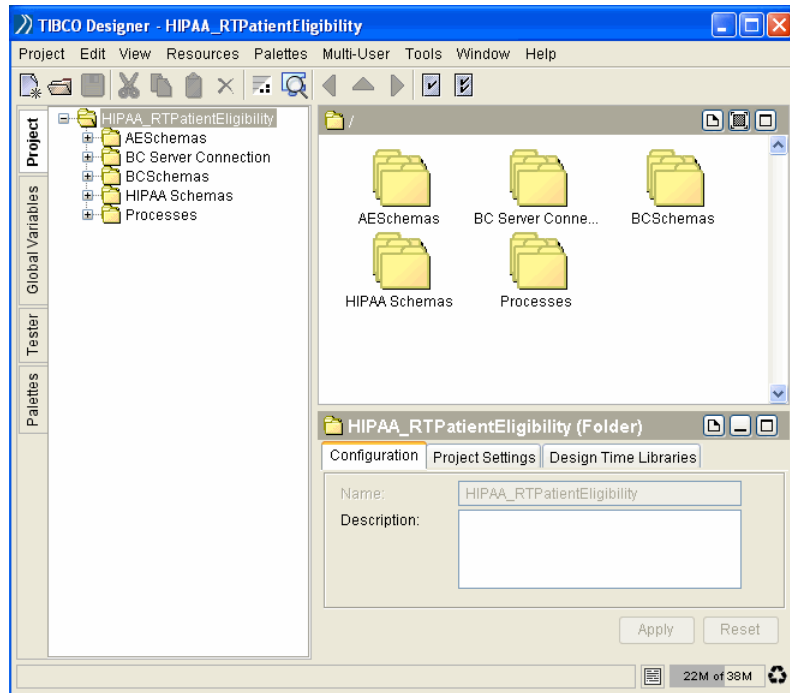 TIBCO Designer - HIPAA_RTPatientEligibility
Project Edit View Resources Palettes Multi-User Tools Window Help
Project
Global Variables
Tester
Palettes
HIPAA_RTPatientEligibility
AESchemas
BC Server Connection
BCSchemas
HIPAA Schemas
Processes
/
AESchemas BC Server Conne... BCSchemas
HIPAA Schemas Processes
HIPAA_RTPatientEligibility (Folder)
Configuration Project Settings Design Time Libraries
Name: HIPAA_RTPatientEligibility
Description:
Apply Reset
22M of 38M